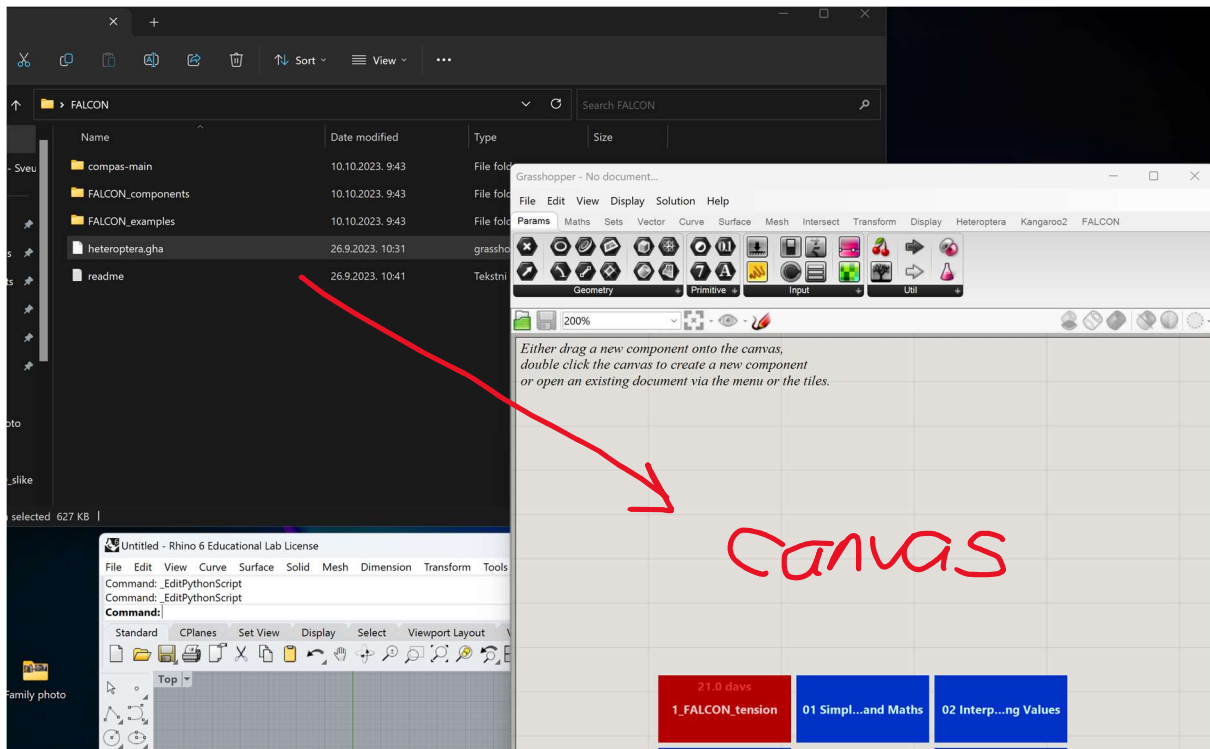 Sort
View
FALCON
Search FALCON
Name
Date modified
Type
Size
- Sveu
compas-main
10.10.2023. 9:43
File fold
FALCON_components
10.10.2023. 9:43
File fold
FALCON_examples
10.10.2023. 9:43
File fold
heteroptera.gha
26.9.2023. 10:31
grassho
readme
26.9.2023. 10:41
Tekstni
_slike
selected 627 KB
Grasshopper - No document...
File Edit View Display Solution Help
Params Maths Sets Vector Curve Surface Mesh Intersect Transform Display Heteroptera Kangaroo2 FALCON
Geometry
Primitive
Input
Util
200%
Either drag a new component onto the canvas,
double click the canvas to create a new component
or open an existing document via the menu or the tiles.
canvas
21.0 days
1_FALCON_tension
01 Simpl...and Maths
02 Interp...ng Values
Untitled - Rhino 6 Educational Lab License
File Edit View Curve Surface Solid Mesh Dimension Transform Tools
Command: _EditPythonScript
Command: _EditPythonScript
Command:
Standard CPlanes Set View Display Select Viewport Layout
Top
Family photo